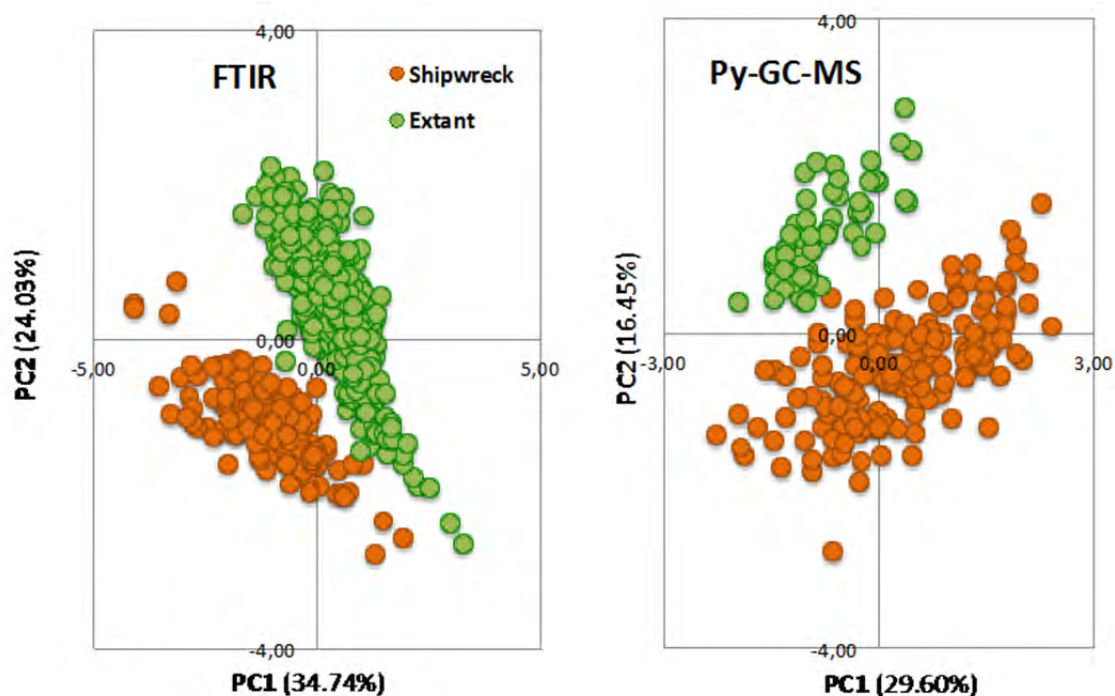 4,00
FTIR
Shipwreck
Extant
PC2 (24.03%)
-5,00
0,00
0,00
5,00
-4,00
PC1 (34.74%)
4,00
Py-GC-MS
PC2 (16.45%)
-3,00
0,00
0,00
3,00
-4,00
PC1 (29.60%)